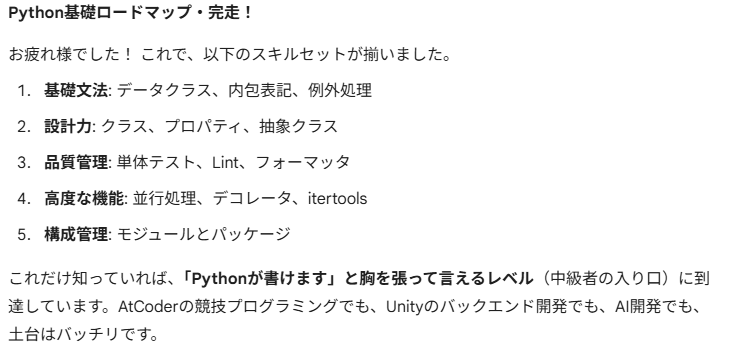 Python基礎ロードマップ・完走！
お疲れ様でした！ これで、以下のスキルセットが揃いました。
1. 基礎文法: データクラス、内包表記、例外処理
2. 設計力: クラス、プロパティ、抽象クラス
3. 品質管理: 単体テスト、Lint、フォーマッタ
4. 高度な機能: 並行処理、デコレータ、itertools
5. 構成管理: モジュールとパッケージ
これだけ知っていれば、「Pythonが書けます」と胸を張って言えるレベル（中級者の入り口）に到
達しています。AtCoderの競技プログラミングでも、Unityのバックエンド開発でも、AI開発でも、
土台はバッチリです。